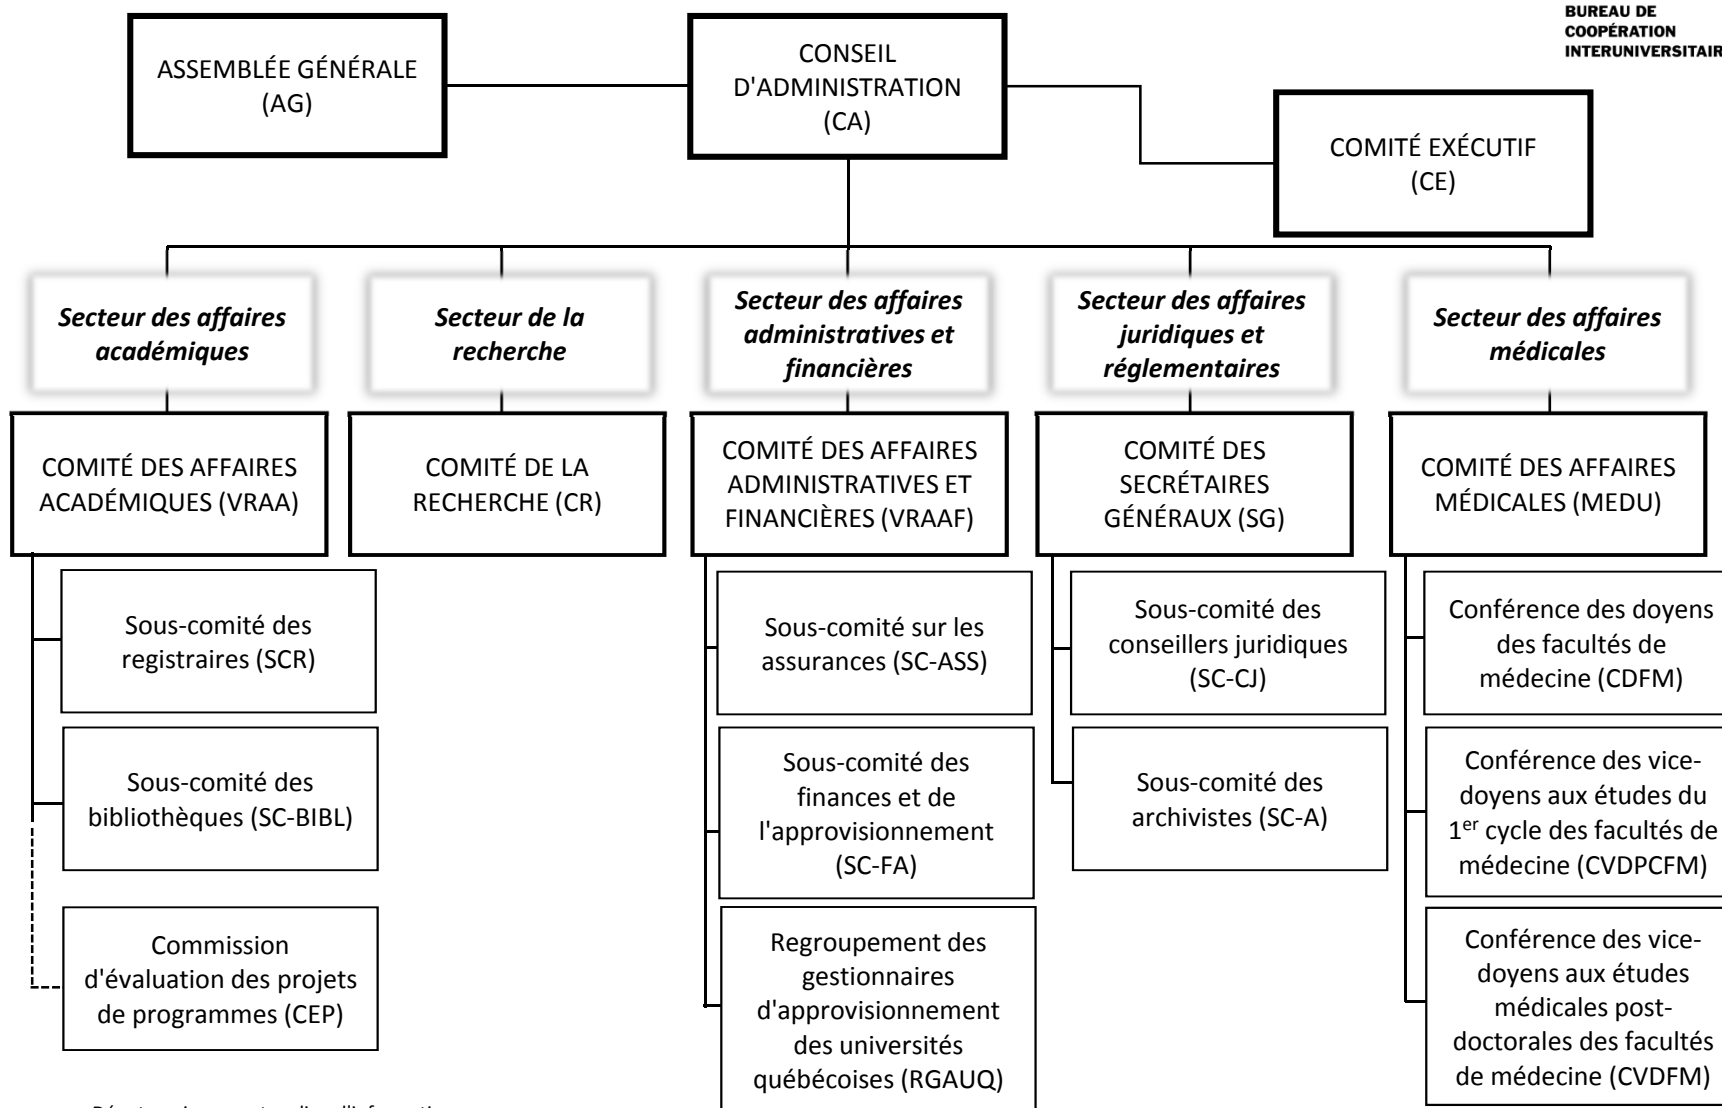 BUREAU DE
COOPÉRATION
INTERUNIVERSITAIR
ASSEMBLÉE GÉNÉRALE
(AG)
CONSEIL
D'ADMINISTRATION
(CA)
COMITÉ EXÉCUTIF
(CE)
Secteur des affaires
académiques
Secteur de la
recherche
Secteur des affaires
administratives et
financières
Secteur des affaires
juridiques et
réglementaires
Secteur des affaires
médicales
COMITÉ DES AFFAIRES
ACADÉMIQUES (VRAA)
COMITÉ DE LA
RECHERCHE (CR)
COMITÉ DES AFFAIRES
ADMINISTRATIVES ET
FINANCIÈRES (VRAAF)
COMITÉ DES
SECRÉTAIRES
GÉNÉRAUX (SG)
COMITÉ DES AFFAIRES
MÉDICALES (MEDU)
Sous-comité des
registraires (SCR)
Sous-comité sur les
assurances (SC-ASS)
Sous-comité des
conseillers juridiques
(SC-CJ)
Conférence des doyens
des facultés de
médecine (CDFM)
Sous-comité des
bibliothèques (SC-BIBL)
Sous-comité des
finances et de
l'approvisionnement
(SC-FA)
Sous-comité des
archivistes (SC-A)
Conférence des vice-
doyens aux études du
1er cycle des facultés de
médecine (CVDPCFM)
Commission
d'évaluation des projets
de programmes (CEP)
Regroupement des
gestionnaires
d'approvisionnement
des universités
québécoises (RGAUQ)
Conférence des vice-
doyens aux études
médicales post-
doctorales des facultés
de médecine (CVDFM)